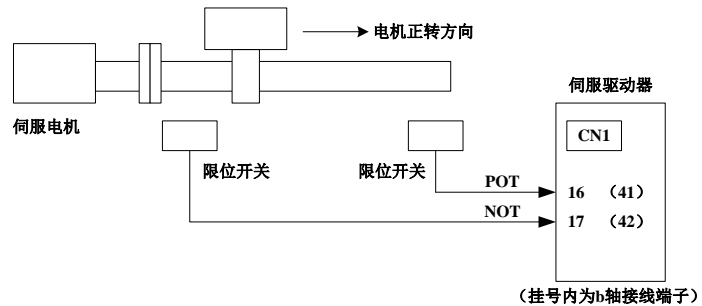 电机正转方向
伺服驱动器
伺服电机
CN1
限位开关
限位开关
POT
16 （41）
NOT
17 （42）
（挂号内为b轴接线端子）